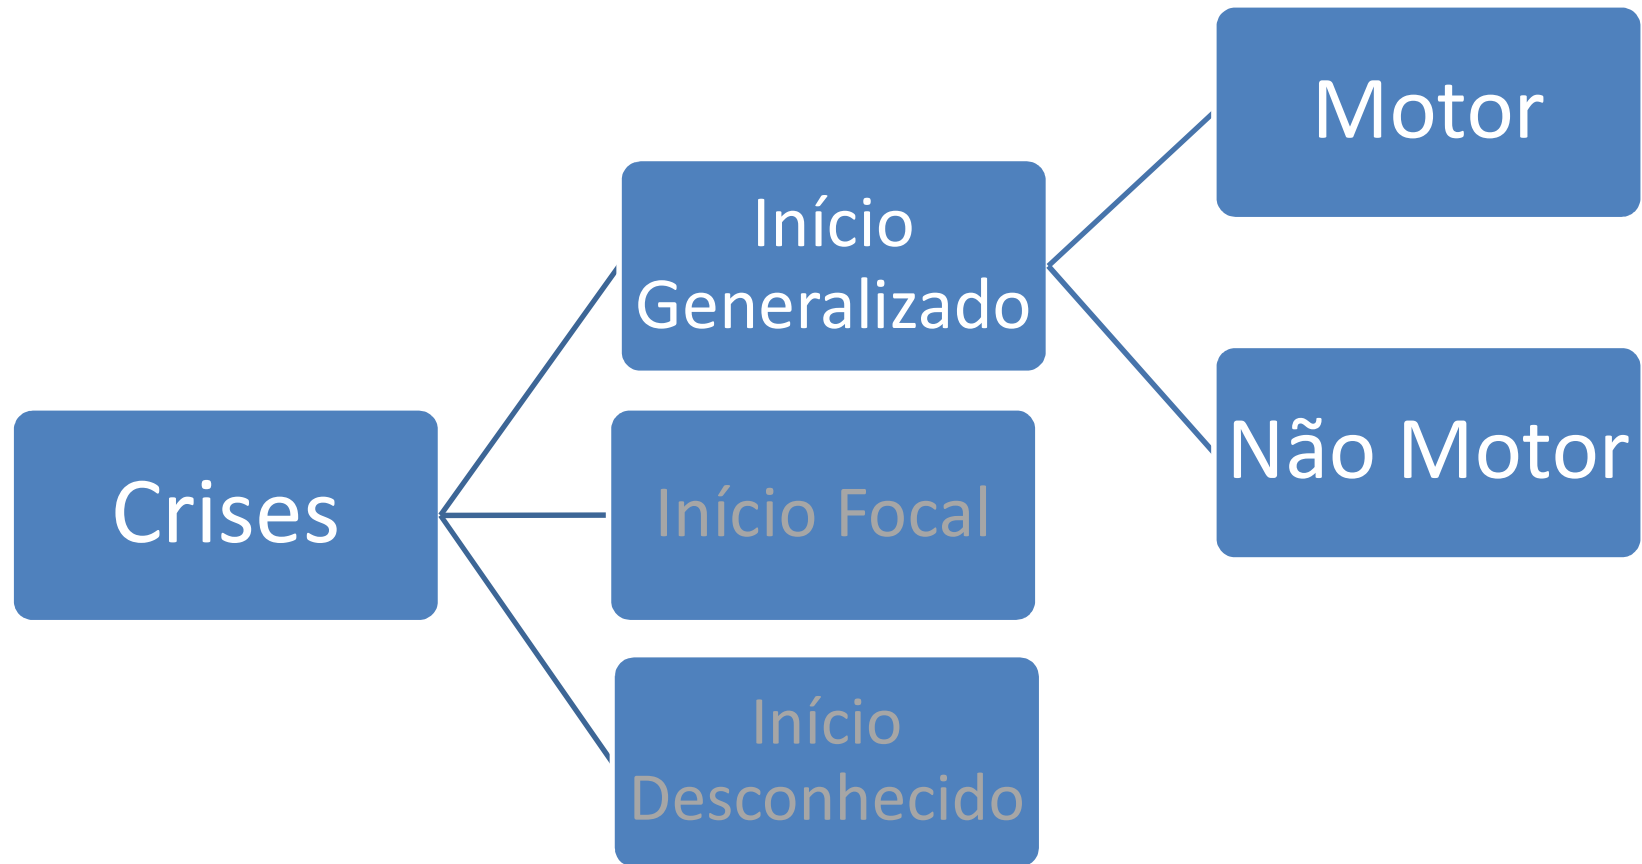 Crises
Início
Generalizado
Início Focal
Início
Desconhecido
Motor
Não Motor